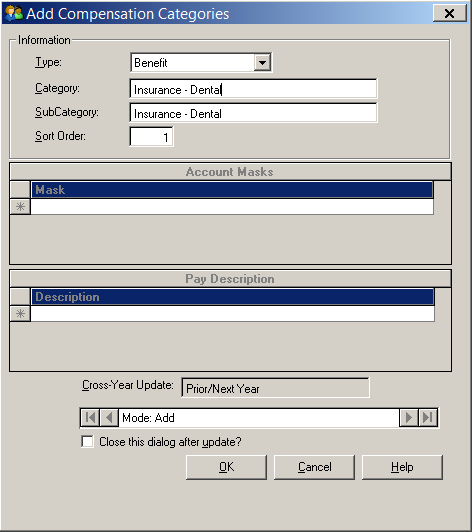 Add Compensation Categories
Information
Type: Benefit
Category: Insurance - Dental
SubCategory: Insurance - Dental
Sort Order: 1
Account Masks
Mask
Pay Description
Description
Cross-Year Update: Prior/Next Year
Mode: Add
Close this dialog after update?
OK Cancel Help